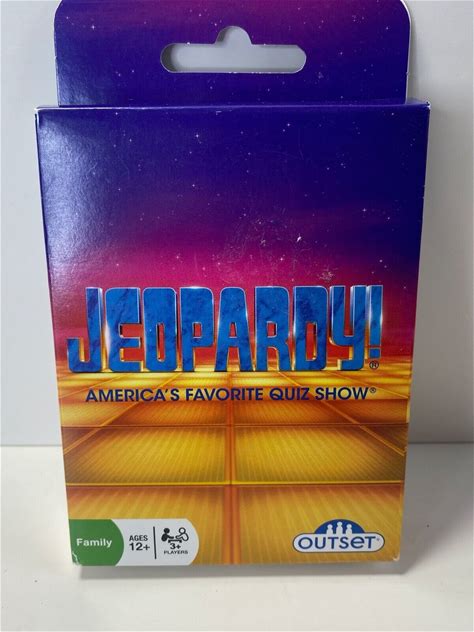 JEOPARDY!®
AMERICA'S FAVORITE QUIZ SHOW®
Family
AGES
12+
3+
PLAYERS
OUTSET